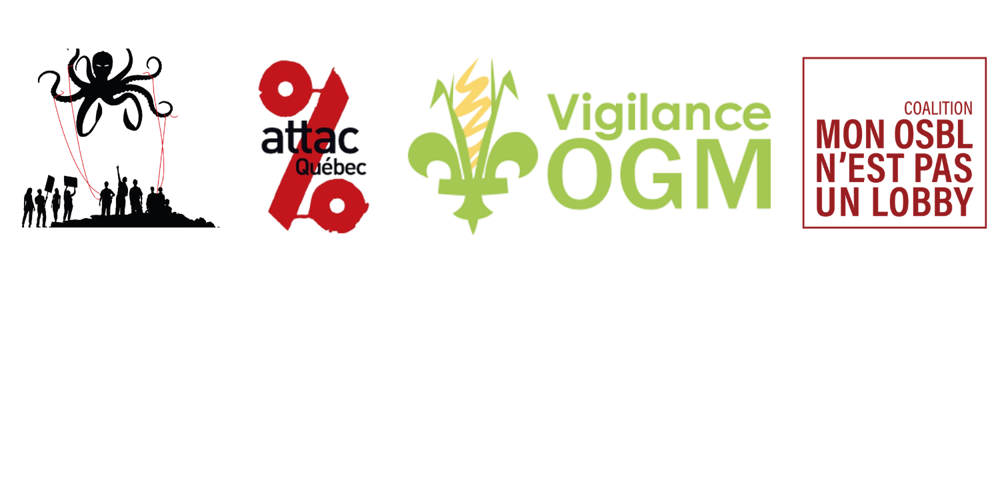 attac
Québec
Vigilance
OGM
COALITION
MON OSBL
N'EST PAS
UN LOBBY